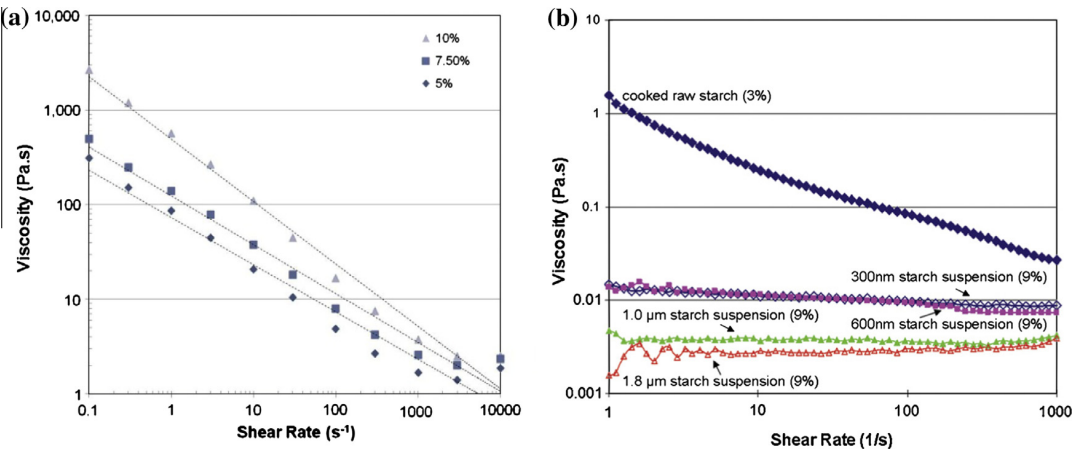 (a)
10,000
1,000
100
10
1
0.1
1
10
100
1000
10000
Viscosity (Pa.s)
Shear Rate (s-1)
10%
7.50%
5%
(b)
10
1
0.1
0.01
0.001
1
10
100
1000
Viscosity (Pa.s)
Shear Rate (1/s)
cooked raw starch (3%)
300nm starch suspension (9%)
1.0 µm starch suspension (9%)
600nm starch suspension (9%)
1.8 µm starch suspension (9%)